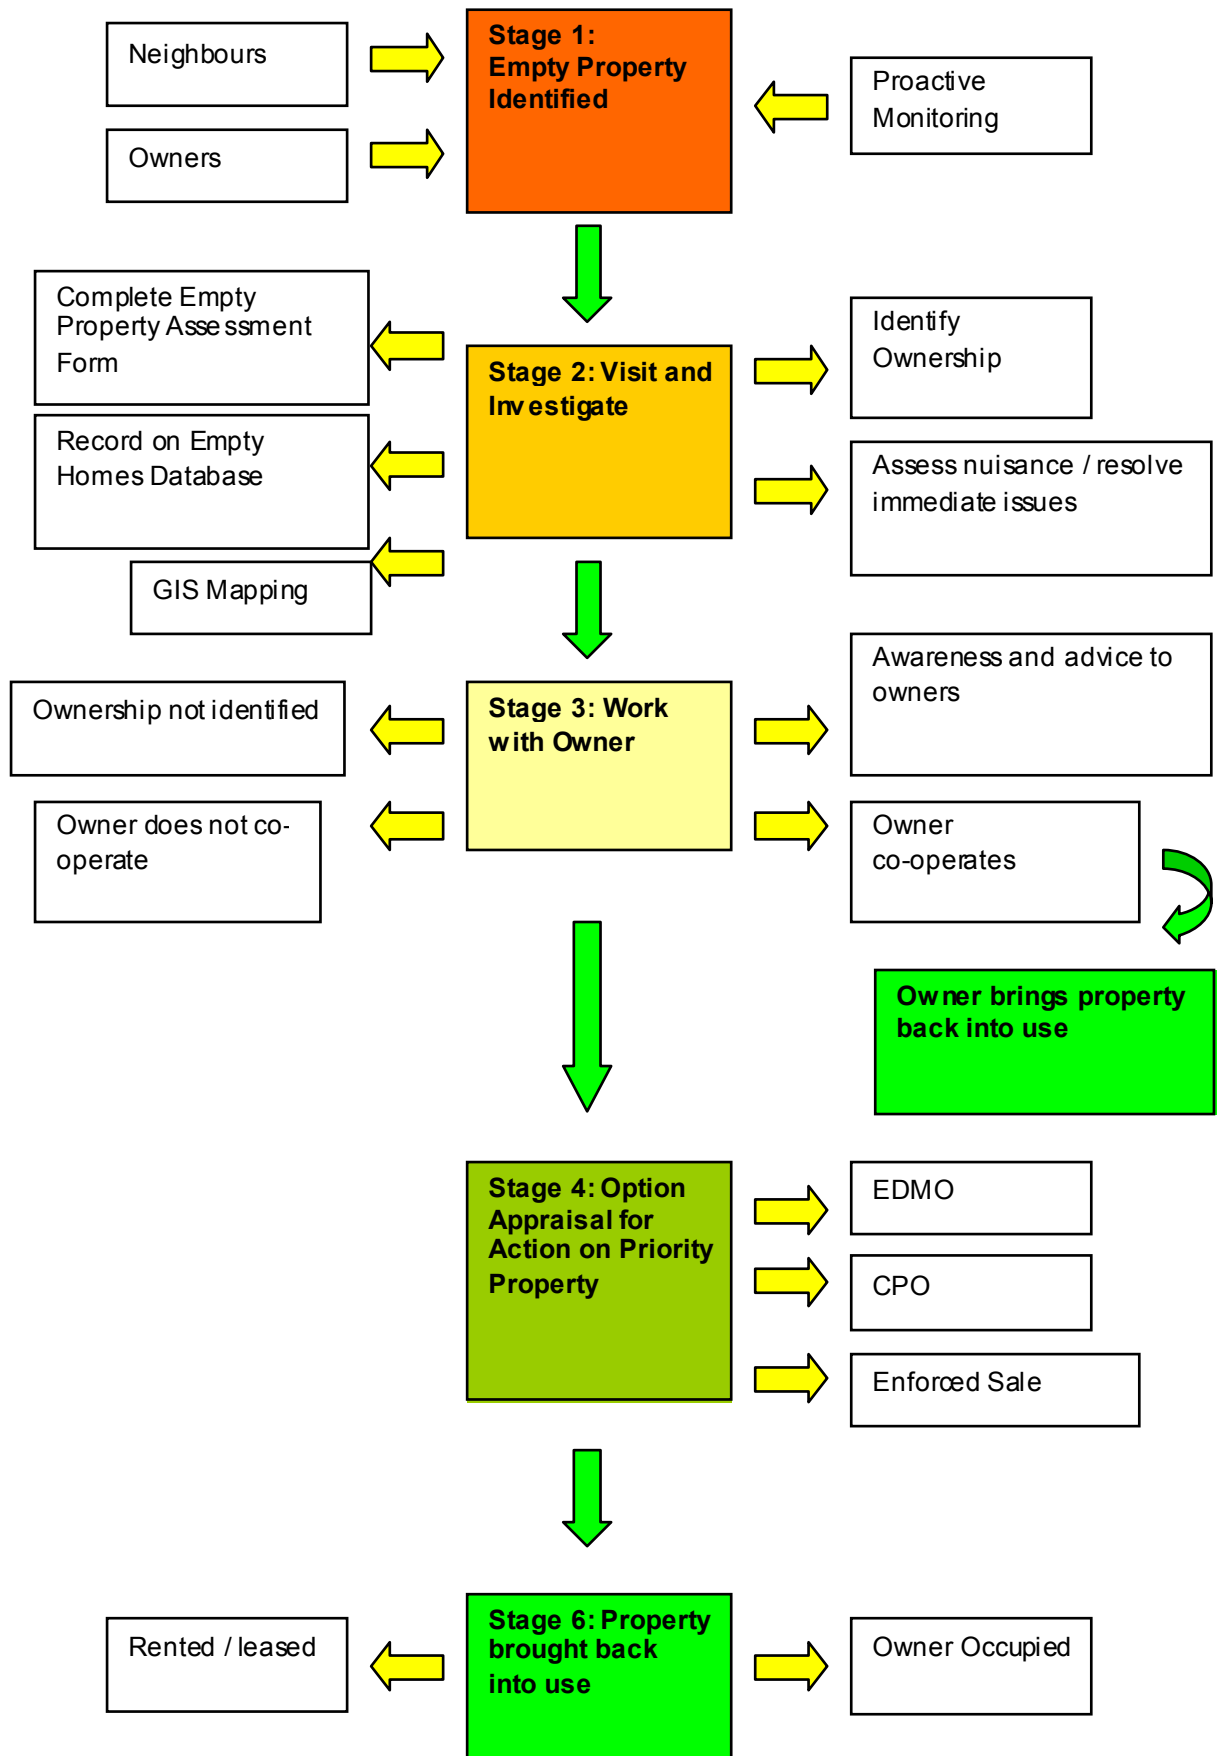 Neighbours
Owners
Stage 1:
Empty Property
Identified
Proactive
Monitoring
Complete Empty
Property Assessment
Form
Record on Empty
Homes Database
GIS Mapping
Stage 2: Visit and
Investigate
Identify
Ownership
Assess nuisance / resolve
immediate issues
Ownership not identified
Owner does not co-
operate
Stage 3: Work
with Owner
Awareness and advice to
owners
Owner
co-operates
Owner brings property
back into use
Stage 4: Option
Appraisal for
Action on Priority
Property
EDMO
CPO
Enforced Sale
Rented / leased
Stage 6: Property
brought back
into use
Owner Occupied